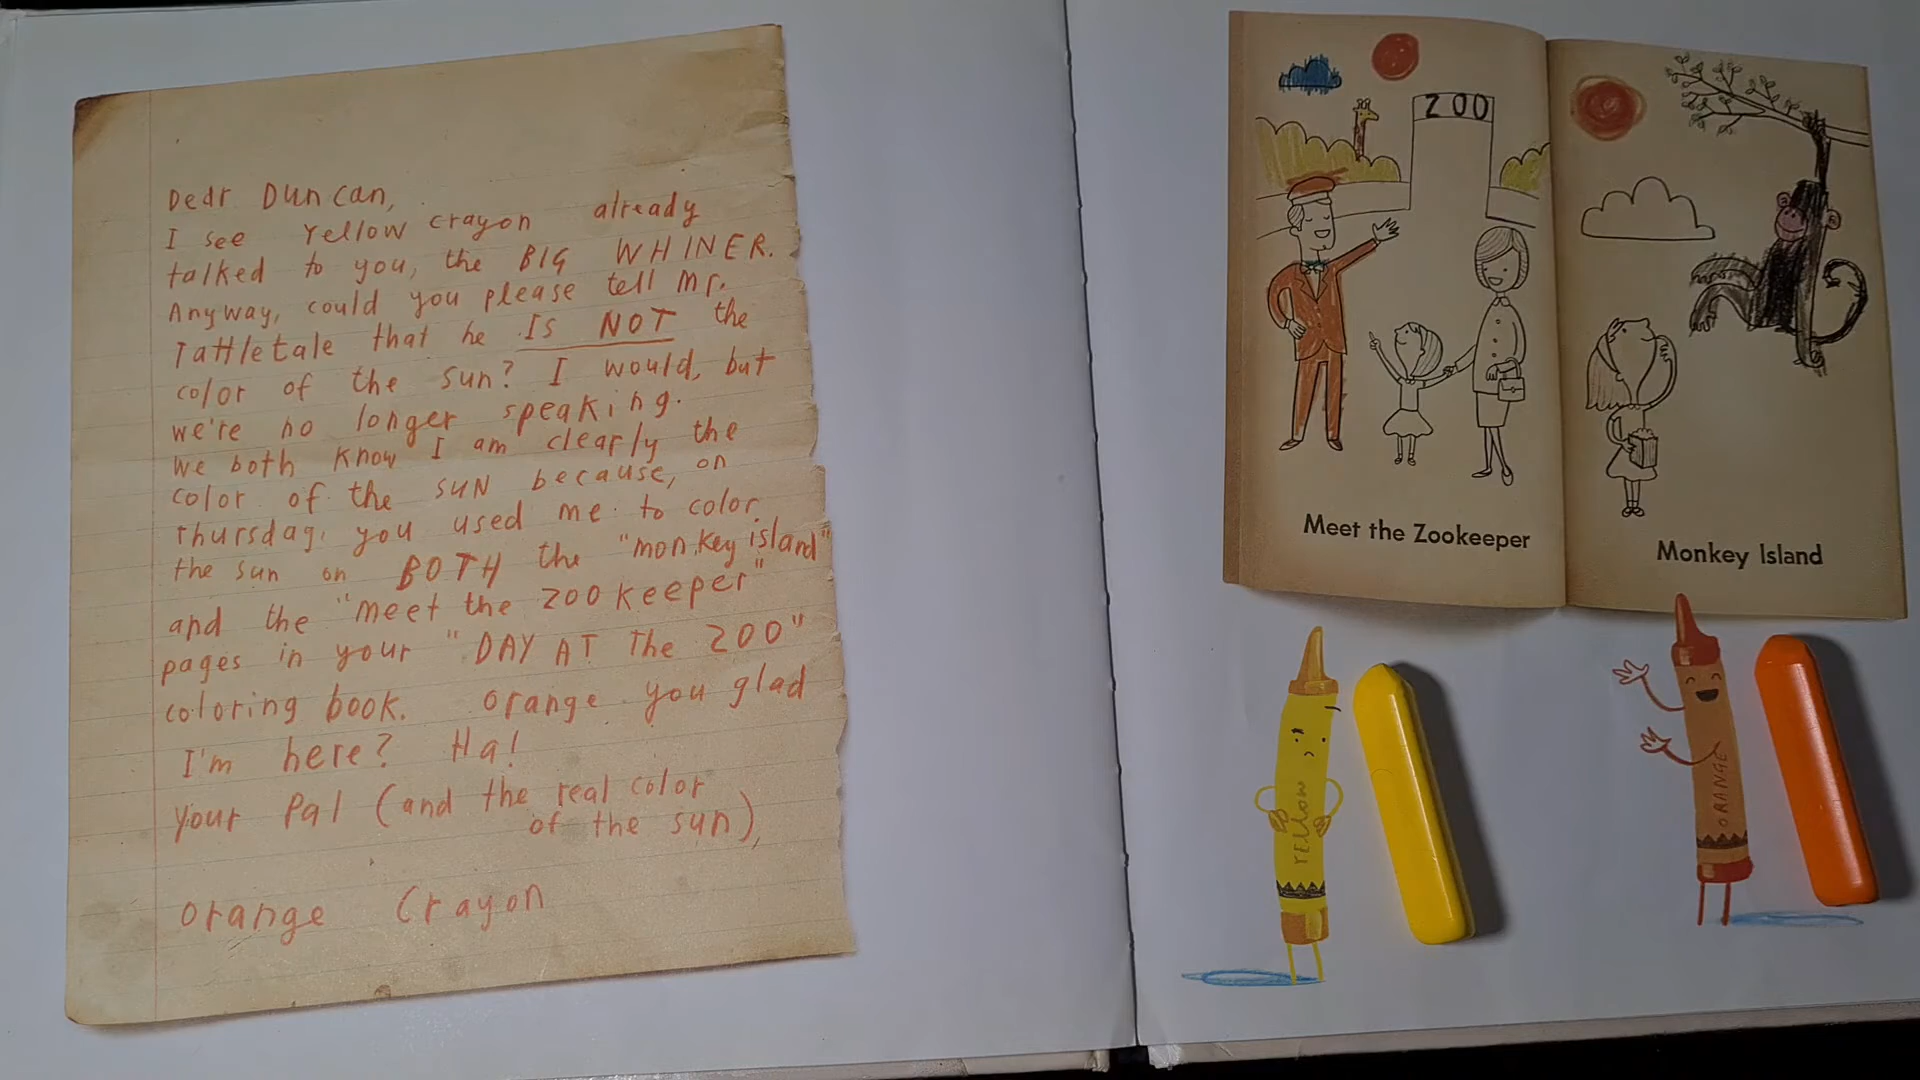 Dear Duncan,
I see Yellow crayon already
talked to you, the BIG WHINER.
Anyway, could you please tell Mr.
Tattletale that he IS NOT the
color of the sun? I would, but
we're no longer speaking.
We both know I am clearly the
color of the SUN because, on
Thursday, you used me to color
the sun on BOTH the "monkey island"
and the "meet the zookeeper"
pages in your "DAY AT The ZOO"
coloring book. Orange you glad
I'm here? Ha!
Your Pal (and the real color
of the sun),
Orange Crayon
ZOO
Meet the Zookeeper
Monkey Island
YELLOW
ORANGE